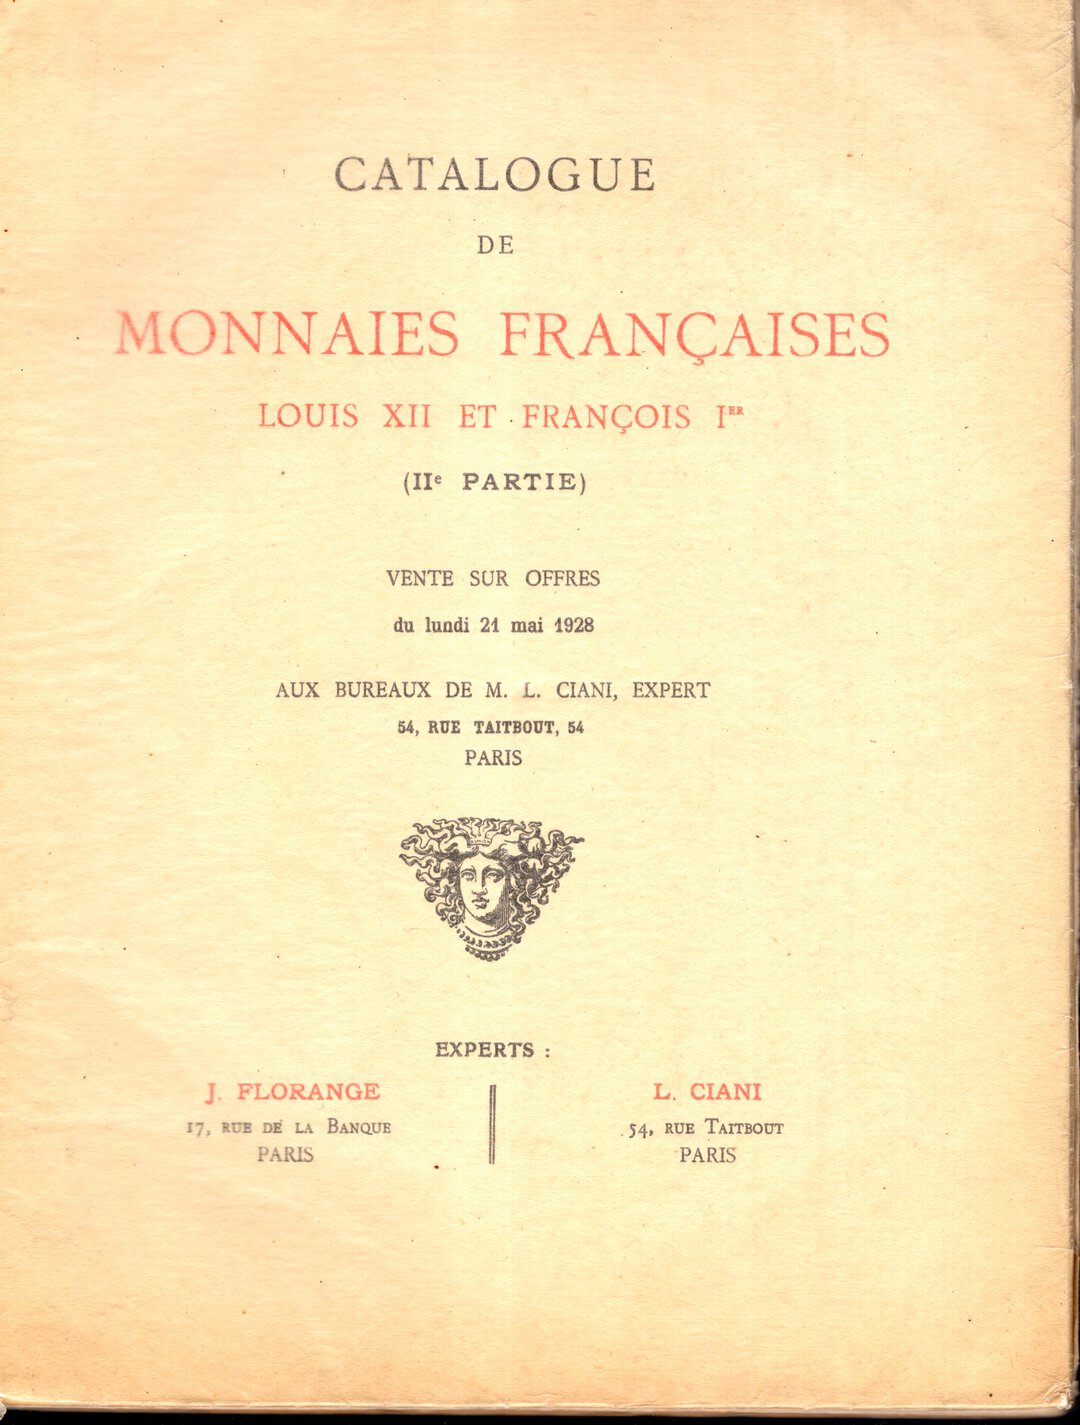 CATALOGUE
DE
MONNAIES FRANÇAISES
LOUIS XII ET FRANÇOIS Iᴱᴿ
(IIᵉ PARTIE)
VENTE SUR OFFRES
du lundi 21 mai 1928
AUX BUREAUX DE M. L. CIANI, EXPERT
54, RUE TAITBOUT, 54
PARIS
EXPERTS :
J. FLORANGE
17, RUE DE LA BANQUE
PARIS
L. CIANI
54, RUE TAITBOUT
PARIS